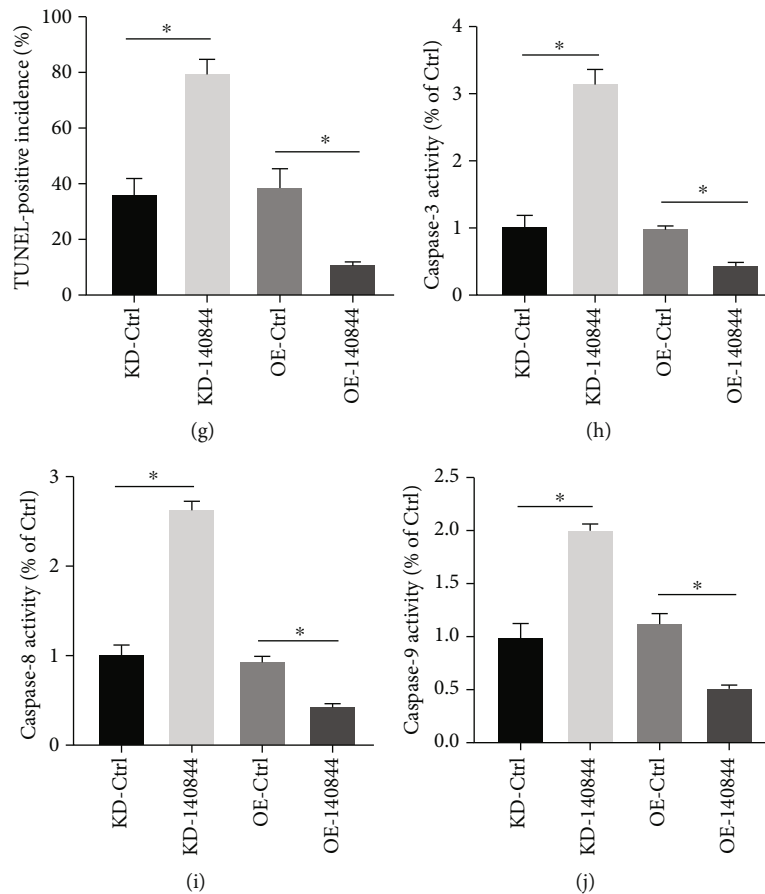 TUNEL-positive incidence (%)
100
80
60
40
20
0
*
*
KD-Ctrl
KD-140844
OE-Ctrl
OE-140844
(g)
Caspase-3 activity (% of Ctrl)
4
3
2
1
0
*
*
KD-Ctrl
KD-140844
OE-Ctrl
OE-140844
(h)
Caspase-8 activity (% of Ctrl)
3
2
1
0
*
*
KD-Ctrl
KD-140844
OE-Ctrl
OE-140844
(i)
Caspase-9 activity (% of Ctrl)
2.5
2.0
1.5
1.0
0.5
0.0
*
*
KD-Ctrl
KD-140844
OE-Ctrl
OE-140844
(j)